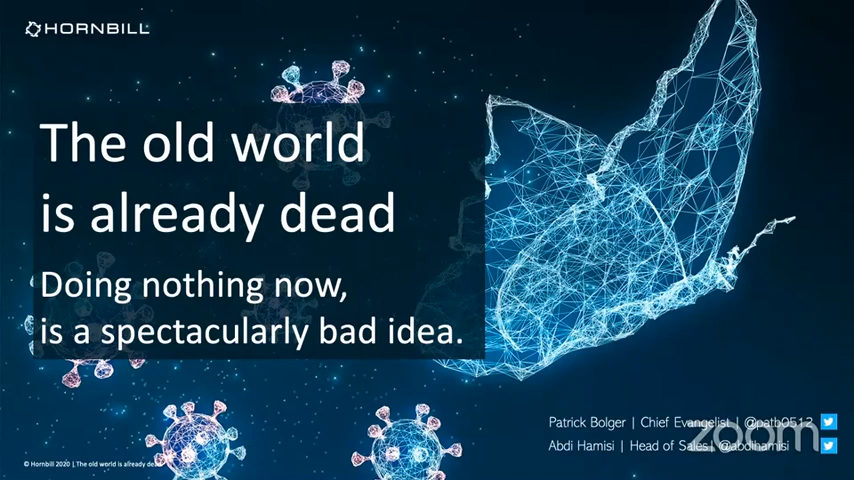 HORNBILL
The old world
is already dead
Doing nothing now,
is a spectacularly bad idea.
Patrick Bolger | Chief Evangelist | @patb0512
Abdi Hamisi | Head of Sales | @abdihamisi
zoom
© Hornbill 2020 | The old world is already dead